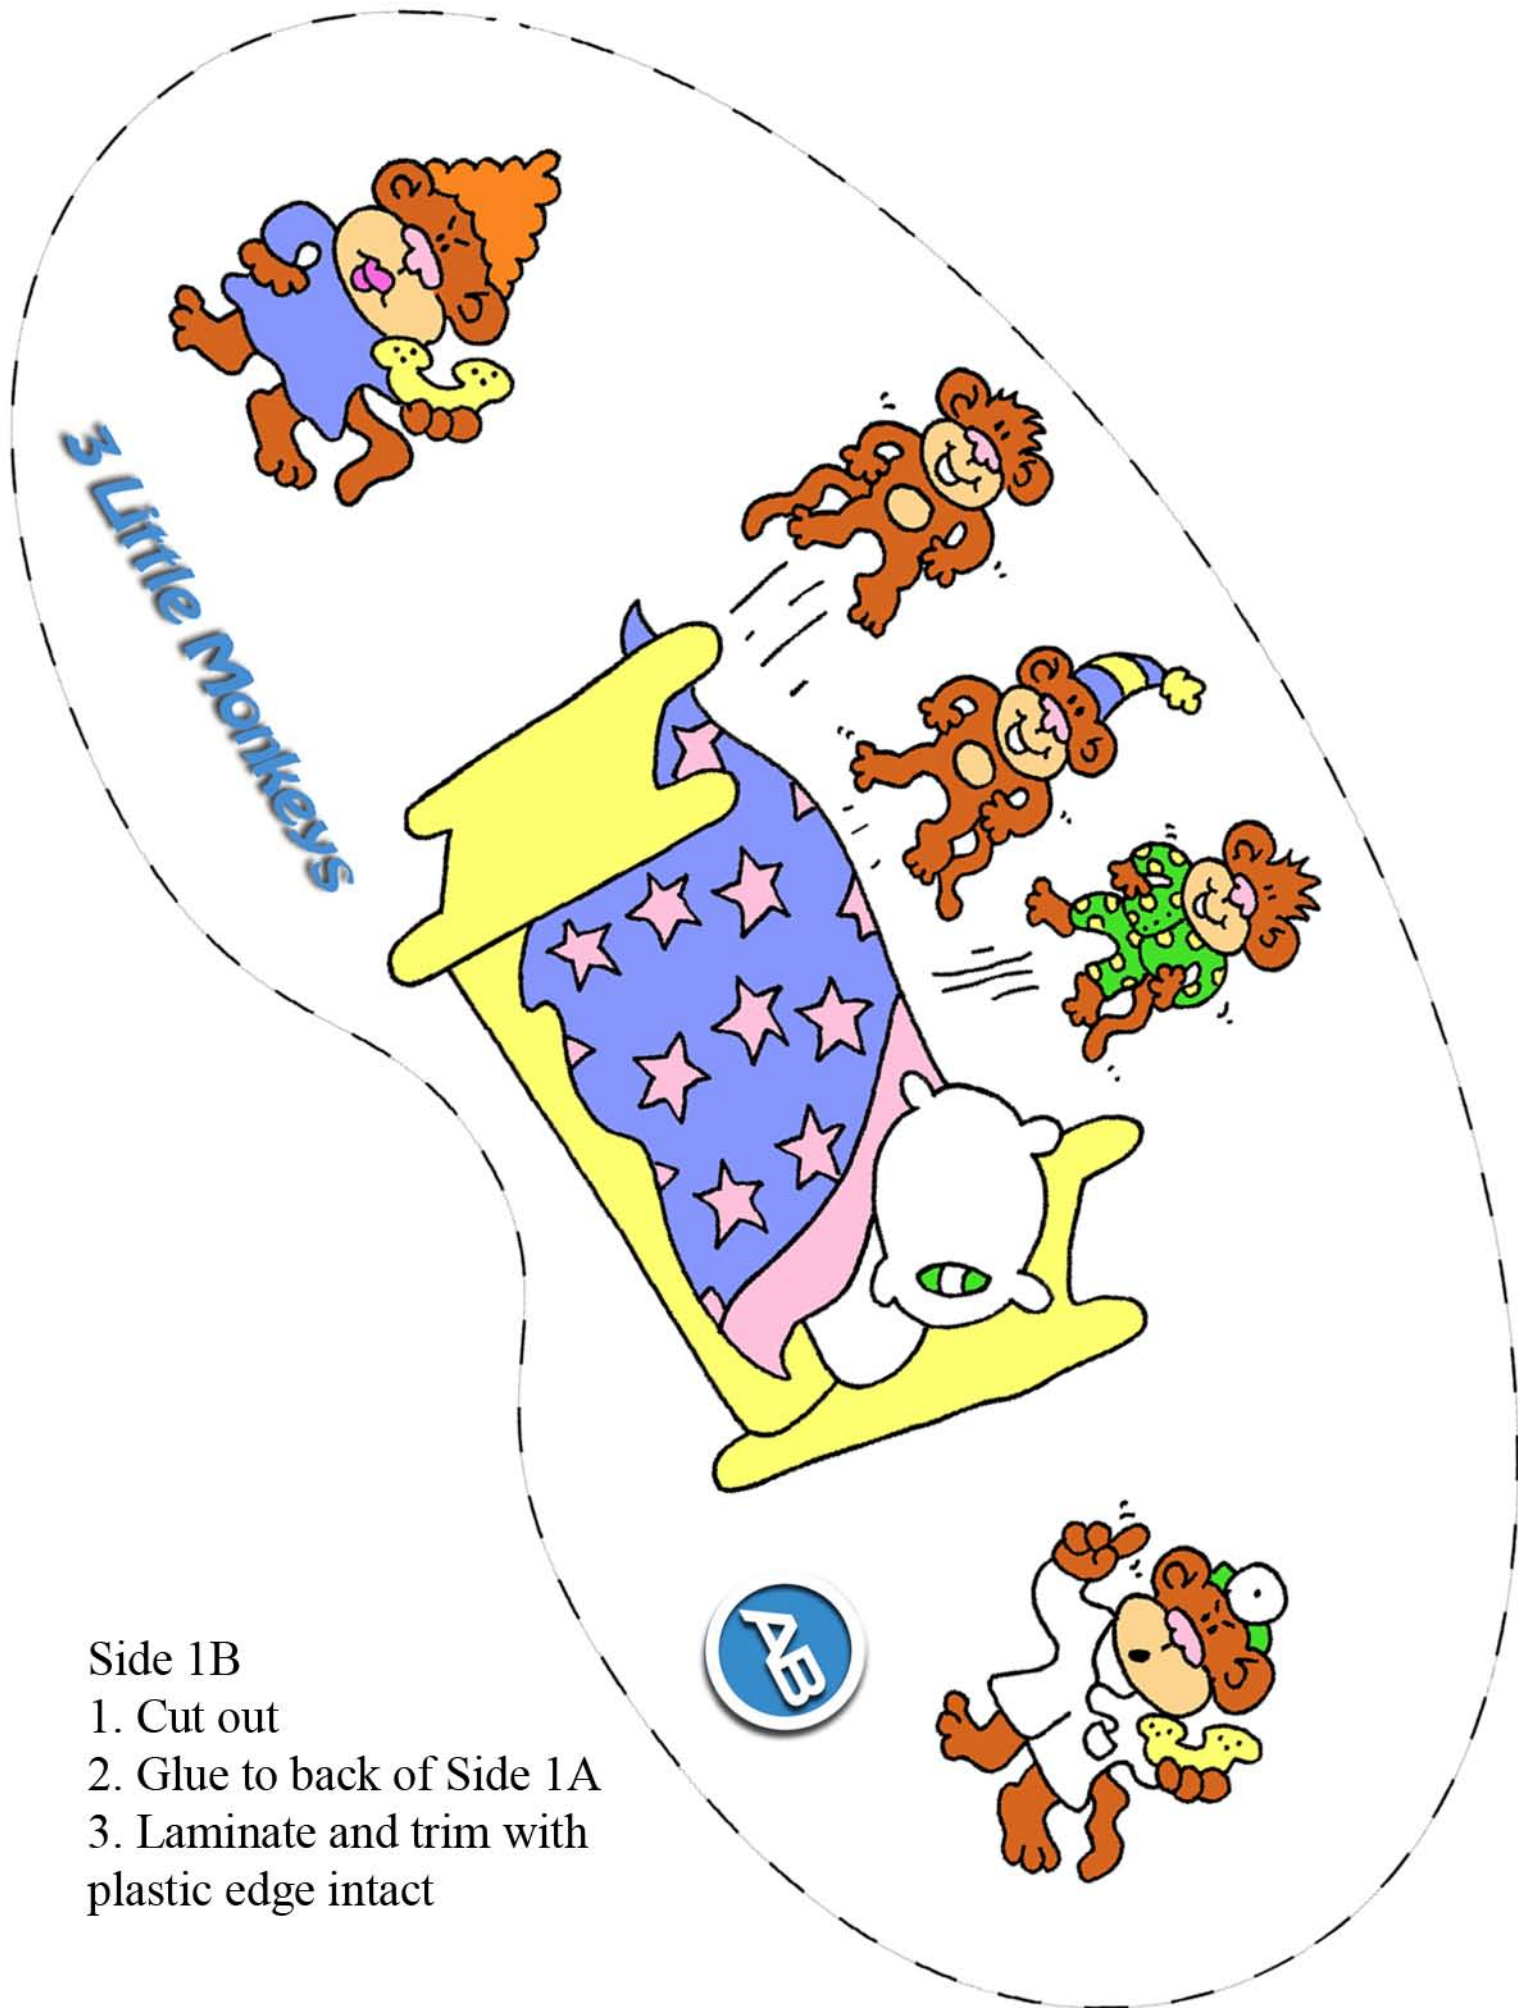 3 Little Monkeys
AB
Side 1B
1. Cut out
2. Glue to back of Side 1A
3. Laminate and trim with
plastic edge intact